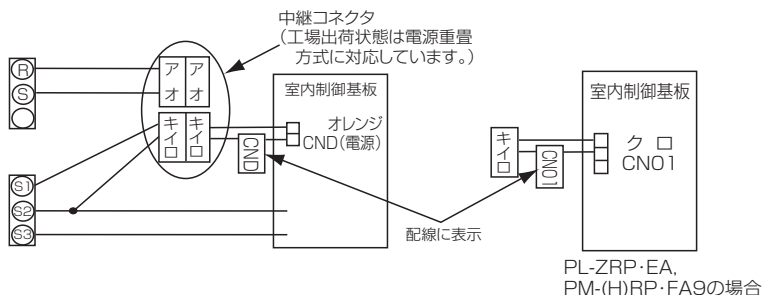 中継コネクタ
(工場出荷状態は電源重畳
方式に対応しています。)
R
S
アオ
アオ
キイロ
キイロ
室内制御基板
オレンジ
CND(電源)
CND
S1
S2
S3
配線に表示
キイロ
CNO1
室内制御基板
クロ
CNO1
PL-ZRP・EA,
PM-(H)RP・FA9の場合